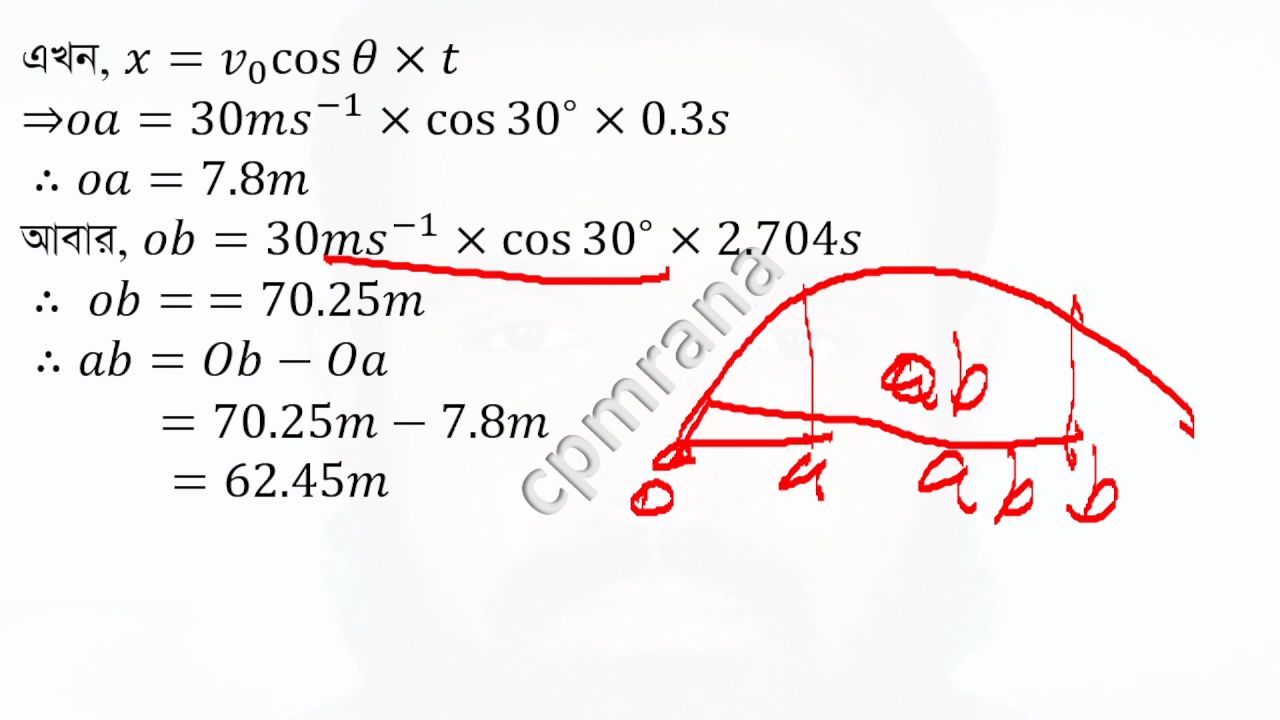 এখন, x = v₀cos θ × t
⇒oa = 30ms⁻¹ × cos 30° × 0.3s
∴ oa = 7.8m
আবার, ob = 30ms⁻¹ × cos 30° × 2.704s
∴ ob = = 70.25m
∴ ab = Ob − Oa
= 70.25m − 7.8m
= 62.45m
cpmrana
ab
o a ab b